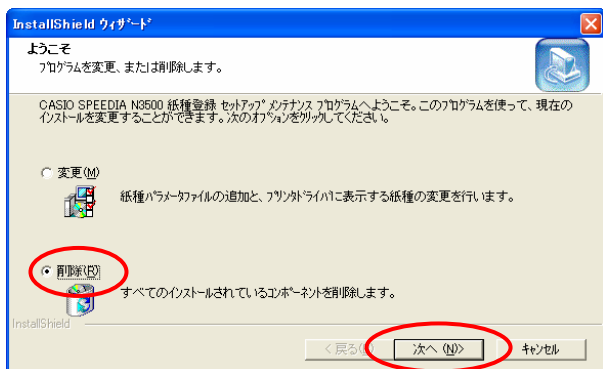 InstallShield ウィザード
ようこそ
プログラムを変更、または削除します。
CASIO SPEEDIA N3500 紙種登録 セットアップ メンテナンス プログラムへようこそ。このプログラムを使って、現在の
インストールを変更することができます。次のオプションをクリックしてください。
変更(M)
紙種パラメータファイルの追加と、プリンタドライバに表示する紙種の変更を行います。
削除(R)
すべてのインストールされているコンポーネントを削除します。
InstallShield
< 戻る( 次へ (N)> キャンセル